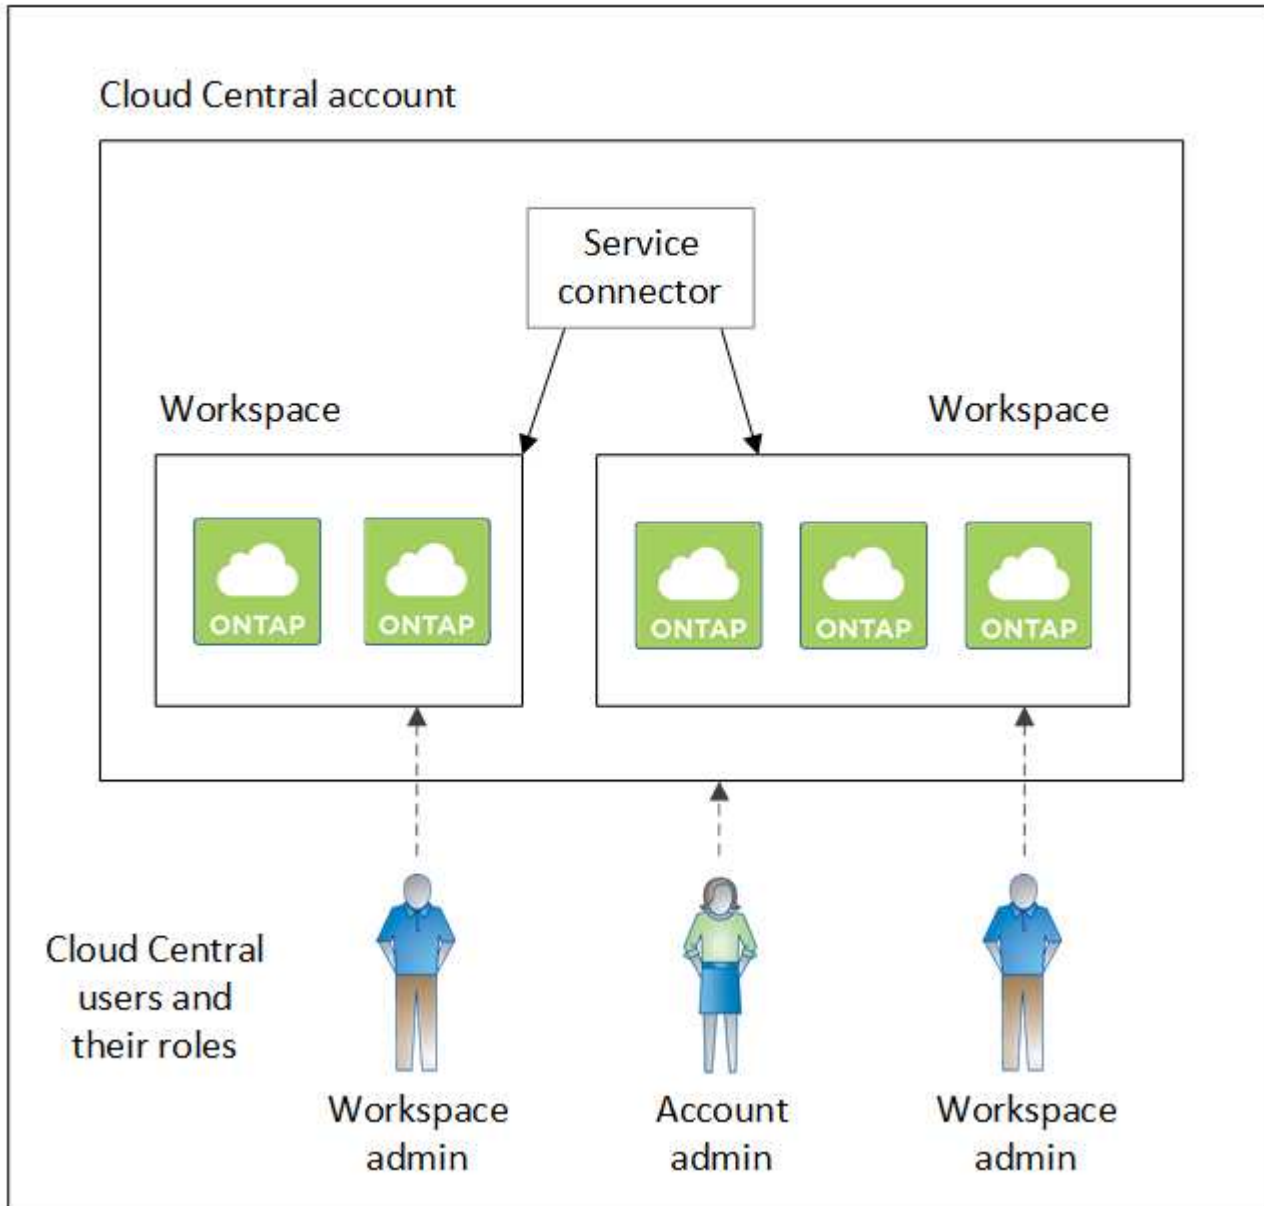 Cloud Central account
Service
connector
Workspace
Workspace
ONTAP
ONTAP
ONTAP
ONTAP
ONTAP
Cloud Central
users and
their roles
Workspace
admin
Account
admin
Workspace
admin